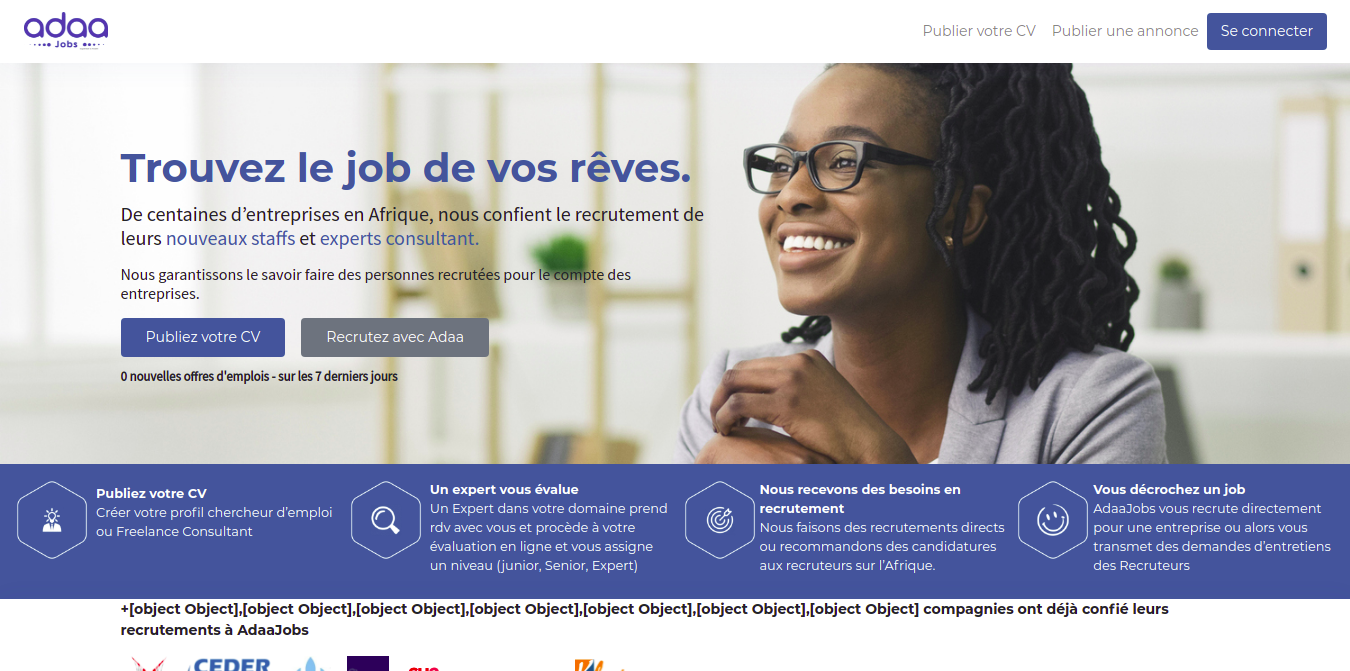 adaa
Jobs
Publier votre CV
Publier une annonce
Se connecter
Trouvez le job de vos rêves.
De centaines d’entreprises en Afrique, nous confient le recrutement de
leurs nouveaux staffs et experts consultant.
Nous garantissons le savoir faire des personnes recrutées pour le compte des
entreprises.
Publiez votre CV
Recrutez avec Adaa
0 nouvelles offres d'emplois - sur les 7 derniers jours
Publiez votre CV
Créer votre profil chercheur d’emploi
ou Freelance Consultant
Un expert vous évalue
Un Expert dans votre domaine prend
rdv avec vous et procède à votre
évaluation en ligne et vous assigne
un niveau (junior, Senior, Expert)
Nous recevons des besoins en
recrutement
Nous faisons des recrutements directs
ou recommandons des candidatures
aux recruteurs sur l’Afrique.
Vous décrochez un job
AdaaJobs vous recrute directement
pour une entreprise ou alors vous
transmet des demandes d’entretiens
des Recruteurs
+[object Object],[object Object],[object Object],[object Object],[object Object],[object Object],[object Object] compagnies ont déjà confié leurs
recrutements à AdaaJobs
CEDER